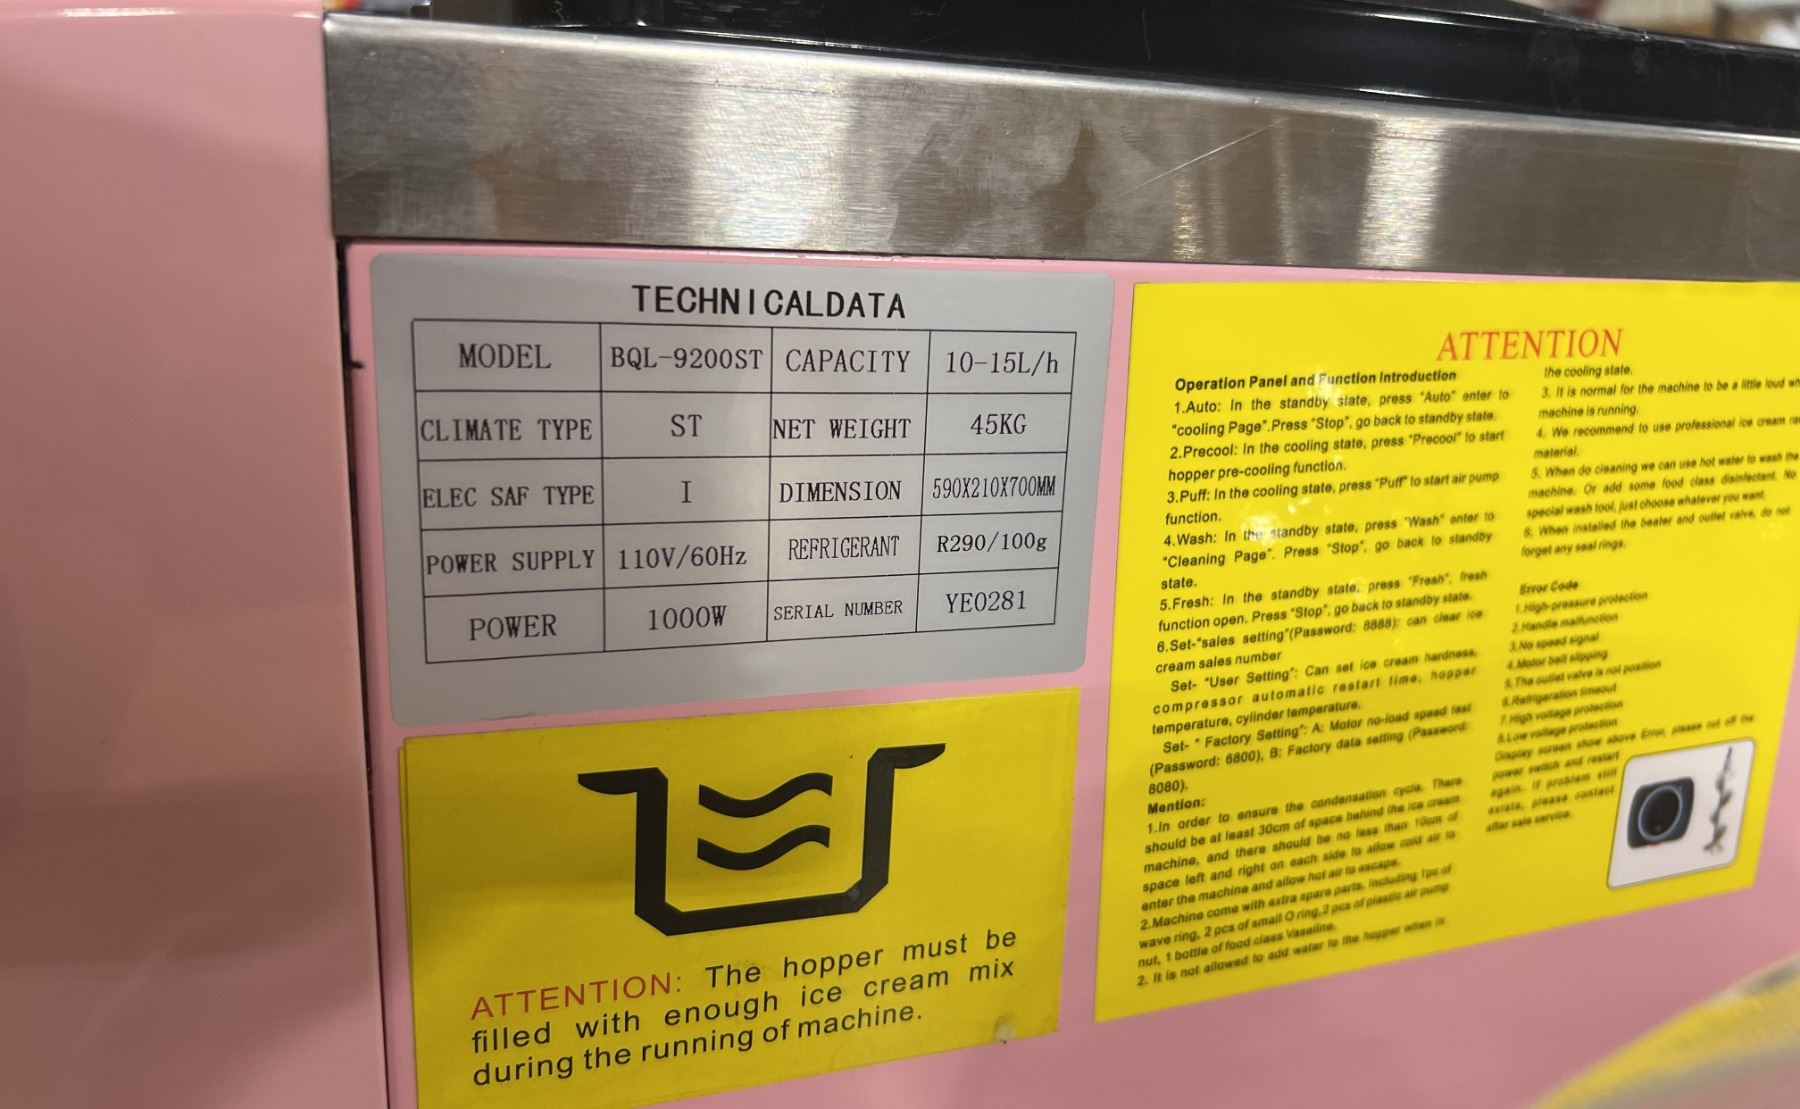 TECHNICALDATA
MODEL BQL-9200ST CAPACITY 10-15L/h
CLIMATE TYPE ST NET WEIGHT 45KG
ELEC SAF TYPE I DIMENSION 590X210X700MM
POWER SUPPLY 110V/60Hz REFRIGERANT R290/100g
POWER 1000W SERIAL NUMBER YE0281
ATTENTION: The hopper must be
filled with enough ice cream mix
during the running of machine.
ATTENTION
Operation Panel and Function Introduction
1.Auto: In the standby state, press "Auto" enter to
"cooling Page".Press "Stop", go back to standby state.
2.Precool: In the cooling state, press "Precool" to start
hopper pre-cooling function.
3.Puff: In the cooling state, press "Puff" to start air pump
function.
4.Wash: In the standby state, press "Wash" enter to
"Cleaning Page". Press "Stop", go back to standby
state.
5.Fresh: In the standby state, press "Fresh", fresh
function open. Press "Stop", go back to standby state.
6.Set-"sales setting"(Password: 8888): can clear ice
cream sales number
Set- "User Setting": Can set ice cream hardness,
compressor automatic restart time, hopper
temperature, cylinder temperature.
Set- " Factory Setting": A: Motor no-load speed test
(Password: 6800), B: Factory data setting (Password:
8080).
Mention:
1.In order to ensure the condensation cycle. There
should be at least 30cm of space behind the ice cream
machine, and there should be no less than 10cm of
space left and right on each side to allow cold air to
enter the machine and allow hot air to escape.
2.Machine come with extra spare parts. Including 1pc of
wave ring, 2 pcs of small O ring,2 pcs of plastic air pump
nut, 1 bottle of food class Vaseline.
2. It is not allowed to add water to the hopper when in
the cooling state.
3. It is normal for the machine to be a little loud
machine is running.
4. We recommend to use professional ice cream
material.
5. When do cleaning we can use hot water to wash the
machine. Or add some food class disinfectant. No
special wash tool, just choose whatever you want.
6. When installed the beater and outlet valve, do not
forget any seal rings.
Error Code
1.High-pressure protection
2.Handle malfunction
3.No speed signal
4.Motor belt slipping
5.The outlet valve is not position
6.Refrigeration timeout
7.High voltage protection
8.Low voltage protection
Display screen show above Error, please cut off the
power switch and restart
again. If problem still
exists, please contact
after sale service.